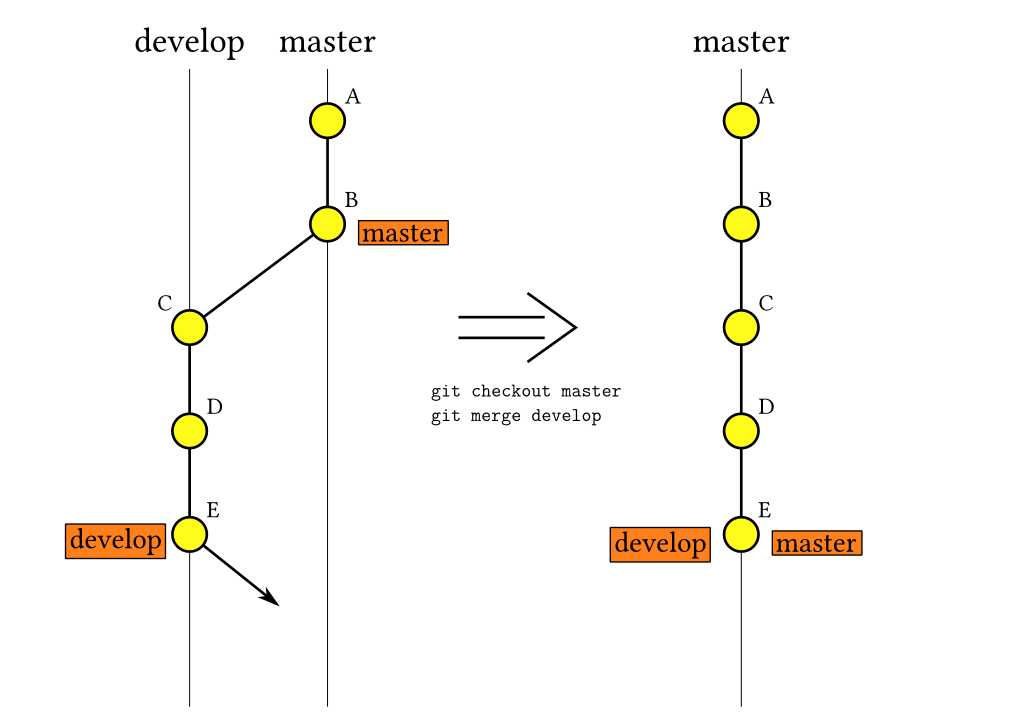 develop master
A
B
master
C
D
E
develop
git checkout master
git merge develop
master
A
B
C
D
E
develop
master